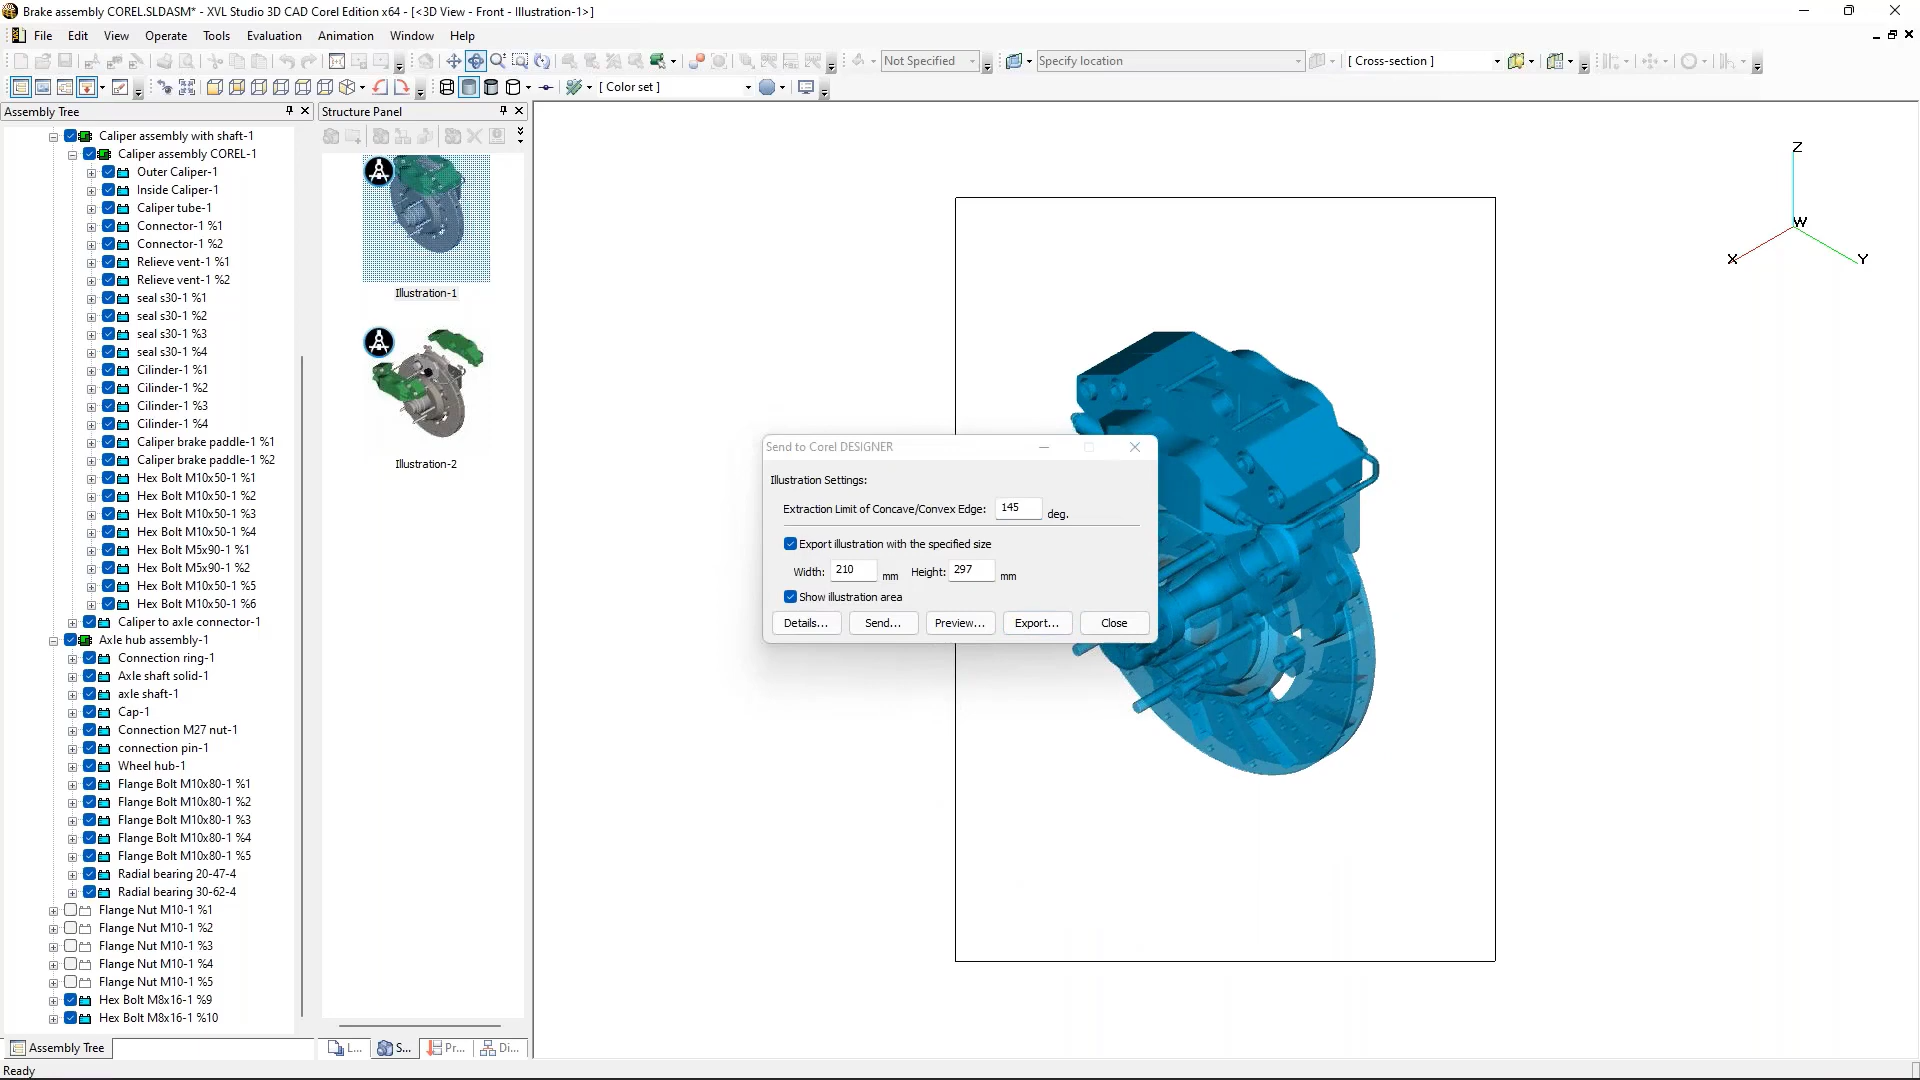 Brake assembly COREL.SLDASM* - XVL Studio 3D CAD Corel Edition x64 - [<3D View - Front - Illustration-1>]
File Edit View Operate Tools Evaluation Animation Window Help
Not Specified Specify location [ Cross-section ]
[ Color set ]
Assembly Tree
Structure Panel
Caliper assembly with shaft-1
Caliper assembly COREL-1
Outer Caliper-1
Inside Caliper-1
Caliper tube-1
Connector-1 %1
Connector-1 %2
Relieve vent-1 %1
Relieve vent-1 %2
seal s30-1 %1
seal s30-1 %2
seal s30-1 %3
seal s30-1 %4
Cilinder-1 %1
Cilinder-1 %2
Cilinder-1 %3
Cilinder-1 %4
Caliper brake paddle-1 %1
Caliper brake paddle-1 %2
Hex Bolt M10x50-1 %1
Hex Bolt M10x50-1 %2
Hex Bolt M10x50-1 %3
Hex Bolt M10x50-1 %4
Hex Bolt M5x90-1 %1
Hex Bolt M5x90-1 %2
Hex Bolt M10x50-1 %5
Hex Bolt M10x50-1 %6
Caliper to axle connector-1
Axle hub assembly-1
Connection ring-1
Axle shaft solid-1
axle shaft-1
Cap-1
Connection M27 nut-1
connection pin-1
Wheel hub-1
Flange Bolt M10x80-1 %1
Flange Bolt M10x80-1 %2
Flange Bolt M10x80-1 %3
Flange Bolt M10x80-1 %4
Flange Bolt M10x80-1 %5
Radial bearing 20-47-4
Radial bearing 30-62-4
Flange Nut M10-1 %1
Flange Nut M10-1 %2
Flange Nut M10-1 %3
Flange Nut M10-1 %4
Flange Nut M10-1 %5
Hex Bolt M8x16-1 %9
Hex Bolt M8x16-1 %10
Assembly Tree
Illustration-1
Illustration-2
L... S... Pr... Di...
Send to Corel DESIGNER
Illustration Settings:
Extraction Limit of Concave/Convex Edge: 145 deg.
Export illustration with the specified size
Width: 210 mm Height: 297 mm
Show illustration area
Details... Send... Preview... Export... Close
Z
W
X Y
Ready